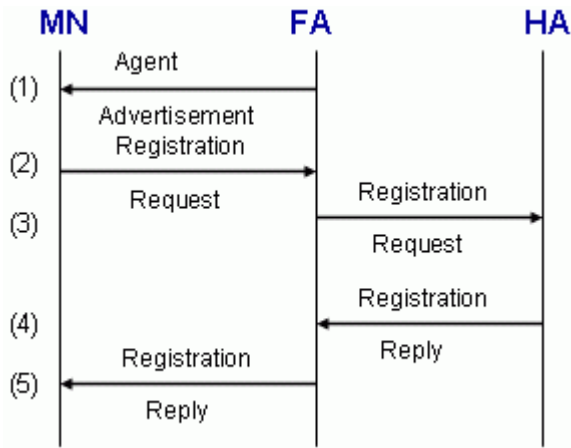 MN FA HA
Agent
(1)
Advertisement
Registration
(2)
Request
Registration
(3)
Request
Registration
(4)
Reply
Registration
(5)
Reply